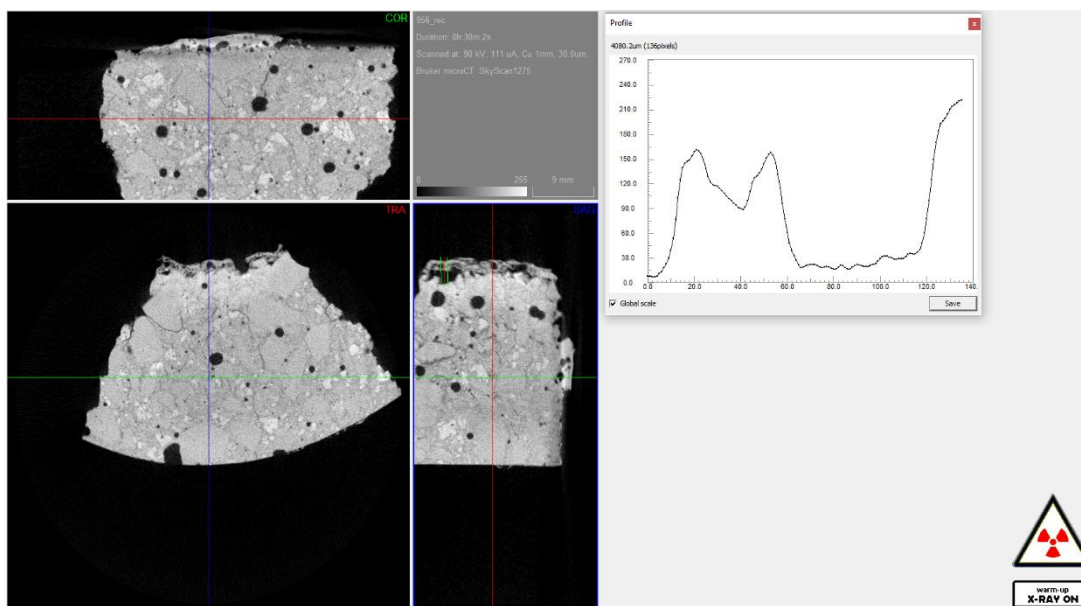 COR
956_rec
Duration: 0h:30m:2s
Scanned at: 90 kV, 111 uA, Cu 1mm, 30.0um.
Bruker microCT SkyScan1275
0
255
9 mm
TRA
SAG
Profile
x
4080.2um (136pixels)
270.0
240.0
210.0
180.0
150.0
120.0
90.0
60.0
30.0
0.0
0.0 20.0 40.0 60.0 80.0 100.0 120.0 140.
Global scale
Save
warm-up
X-RAY ON